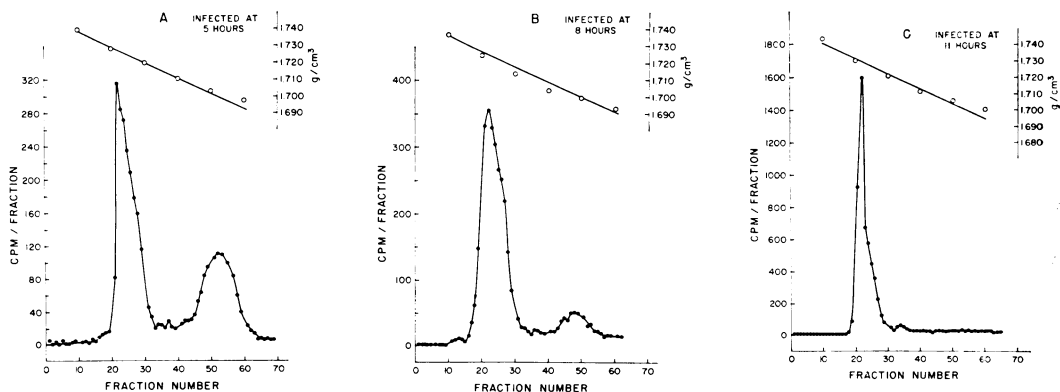 A
INFECTED AT
5 HOURS
320
280
240
200
160
120
80
40
0
CPM / FRACTION
1.740
1.730
1.720
1.710
1.700
1.690
g/cm³
0 10 20 30 40 50 60 70
FRACTION NUMBER
B
INFECTED AT
8 HOURS
400
300
200
100
0
CPM / FRACTION
1.740
1.730
1.720
1.710
1.700
1.690
g/cm³
0 10 20 30 40 50 60 70
FRACTION NUMBER
C
INFECTED AT
11 HOURS
1800
1600
1400
1200
1000
800
600
400
200
0
CPM / FRACTION
1.740
1.730
1.720
1.710
1.700
1.690
1.680
g/cm³
0 10 20 30 40 50 60 70
FRACTION NUMBER